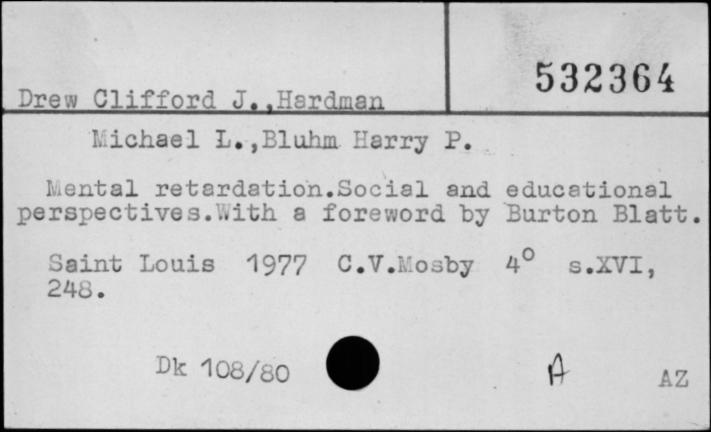 532364
Drew Clifford J.,Hardman
Michael L.,Bluhm Harry P.
Mental retardation.Social and educational
perspectives.With a foreword by Burton Blatt.
Saint Louis 1977 C.V.Mosby 4° s.XVI,
248.
Dk 108/80 A AZ